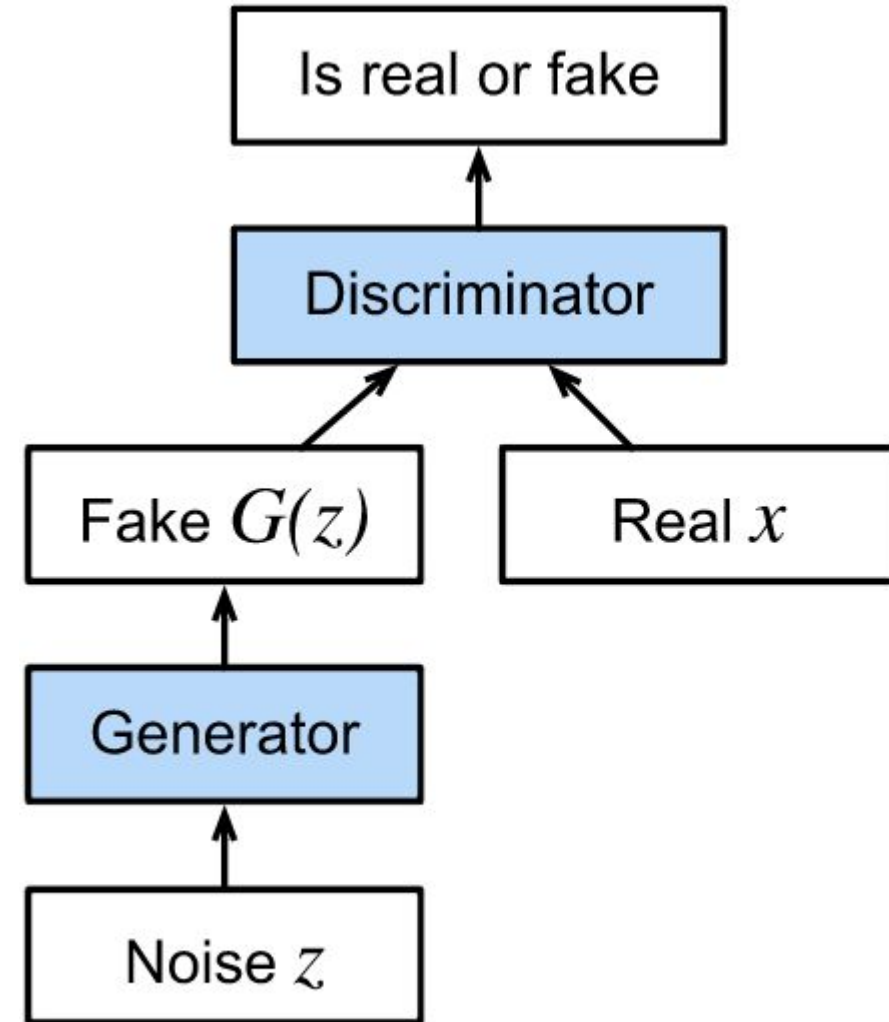 Is real or fake
Discriminator
Fake G(z)
Real x
Generator
Noise z